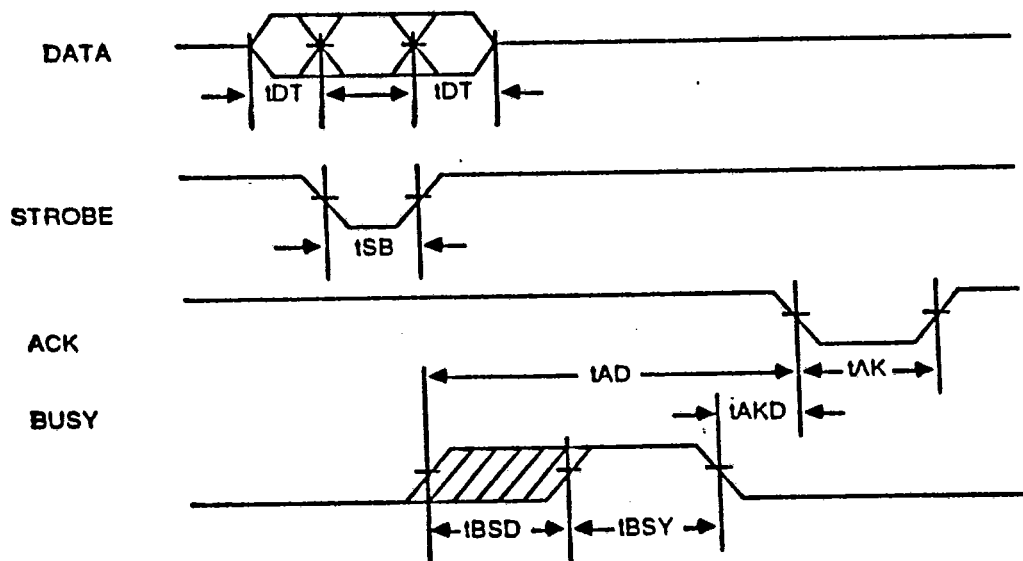 DATA
tDT tDT
STROBE
tSB
ACK
tAD tAK
BUSY
tAKD
tBSD tBSY